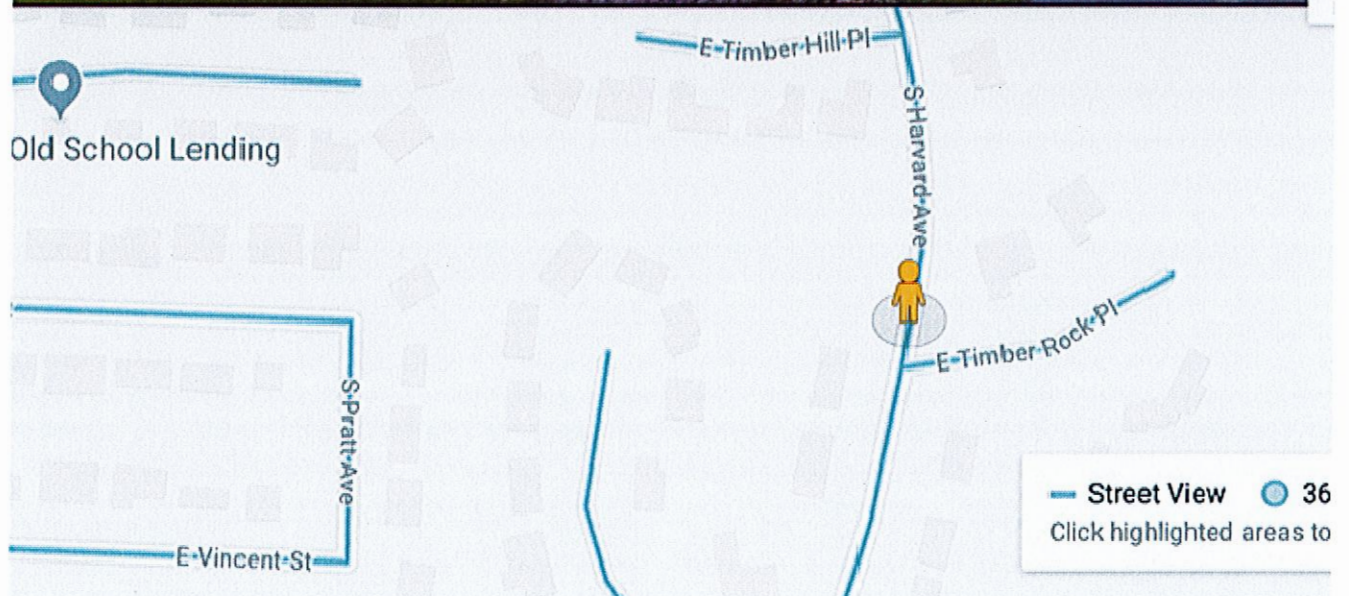 E Timber Hill Pl
S Harvard Ave
Old School Lending
E Timber Rock Pl
S Pratt Ave
Street View 36
Click highlighted areas to
E Vincent St